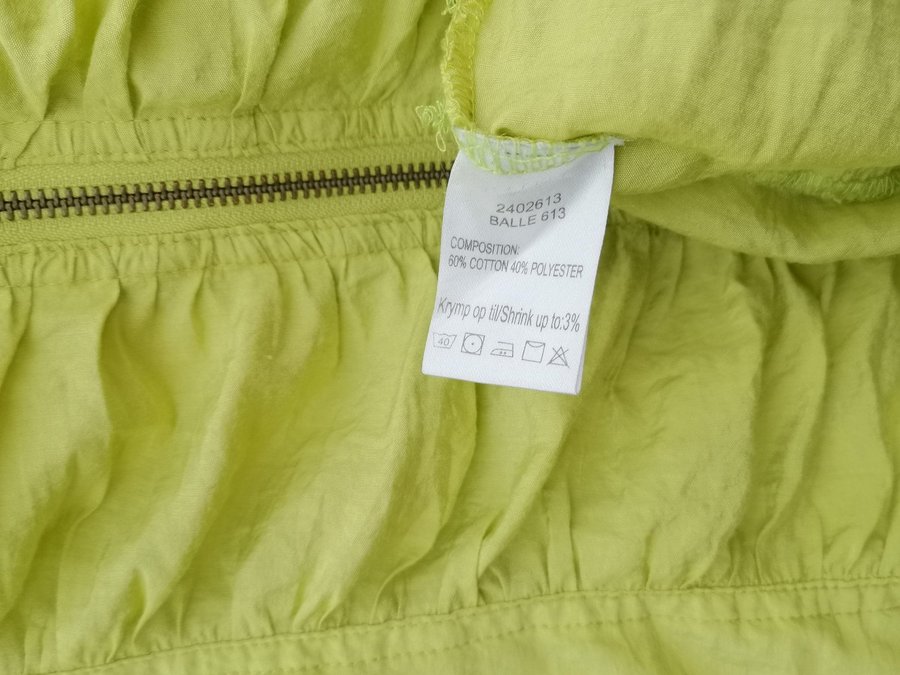 2402613
BALLE 613
COMPOSITION:
60% COTTON 40% POLYESTER
Krymp op til/Shrink up to:3%
40